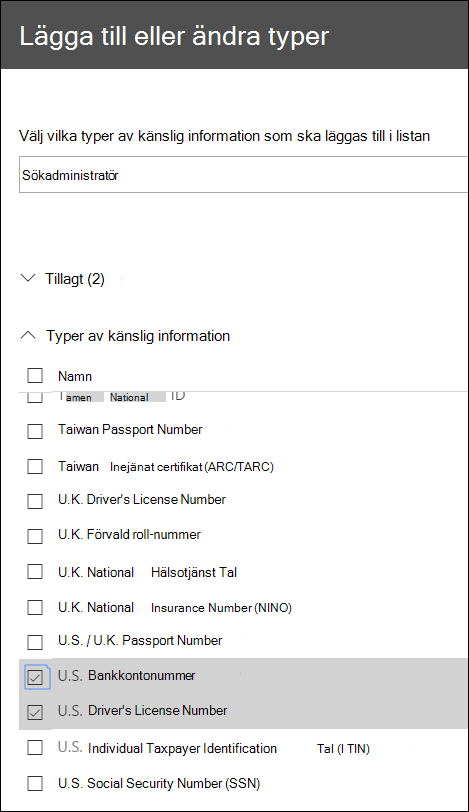 Lägga till eller ändra typer
Välj vilka typer av känslig information som ska läggas till i listan
Sökadministratör
Tillagt (2)
Typer av känslig information
Namn
National ID
Taiwan Passport Number
Taiwan Inejänat certifikat (ARC/TARC)
U.K. Driver's License Number
U.K. Förvald roll-nummer
U.K. National Hälsotjänst Tal
U.K. National Insurance Number (NINO)
U.S. / U.K. Passport Number
U.S. Bankkontonummer
U.S. Driver's License Number
U.S. Individual Taxpayer Identification Tal (I TIN)
U.S. Social Security Number (SSN)